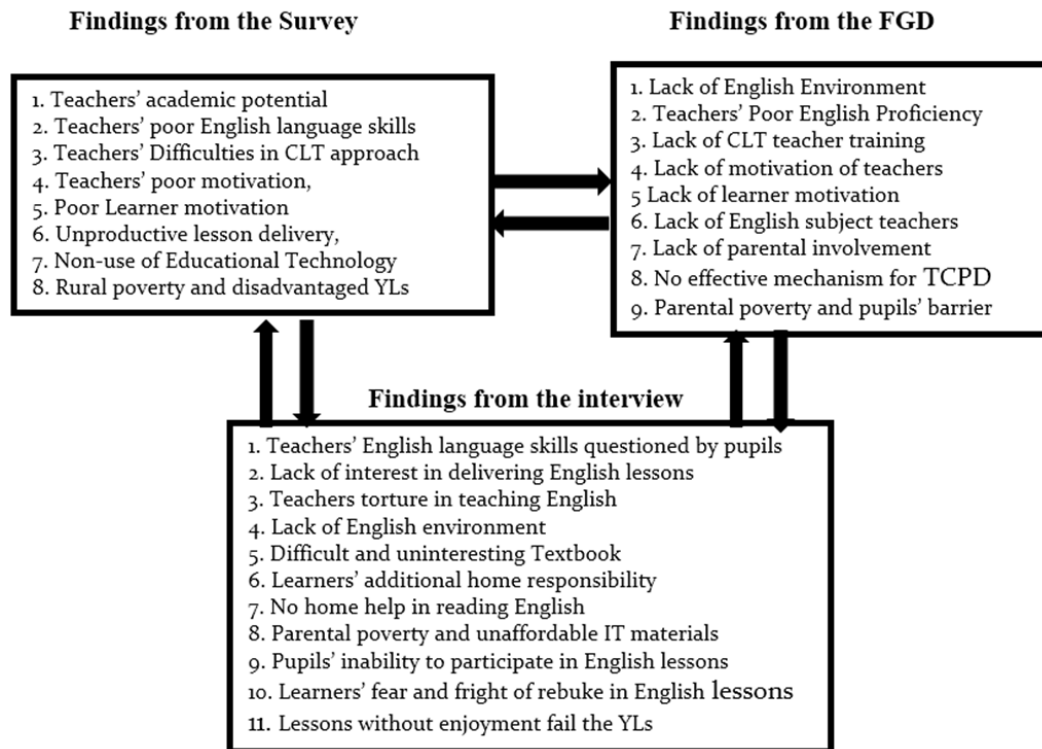 Findings from the Survey
1. Teachers’ academic potential
2. Teachers’ poor English language skills
3. Teachers’ Difficulties in CLT approach
4. Teachers’ poor motivation,
5. Poor Learner motivation
6. Unproductive lesson delivery,
7. Non-use of Educational Technology
8. Rural poverty and disadvantaged YLs
Findings from the FGD
1. Lack of English Environment
2. Teachers’ Poor English Proficiency
3. Lack of CLT teacher training
4. Lack of motivation of teachers
5 Lack of learner motivation
6. Lack of English subject teachers
7. Lack of parental involvement
8. No effective mechanism for TCPD
9. Parental poverty and pupils’ barrier
Findings from the interview
1. Teachers’ English language skills questioned by pupils
2. Lack of interest in delivering English lessons
3. Teachers torture in teaching English
4. Lack of English environment
5. Difficult and uninteresting Textbook
6. Learners’ additional home responsibility
7. No home help in reading English
8. Parental poverty and unaffordable IT materials
9. Pupils’ inability to participate in English lessons
10. Learners’ fear and fright of rebuke in English lessons
11. Lessons without enjoyment fail the YLs